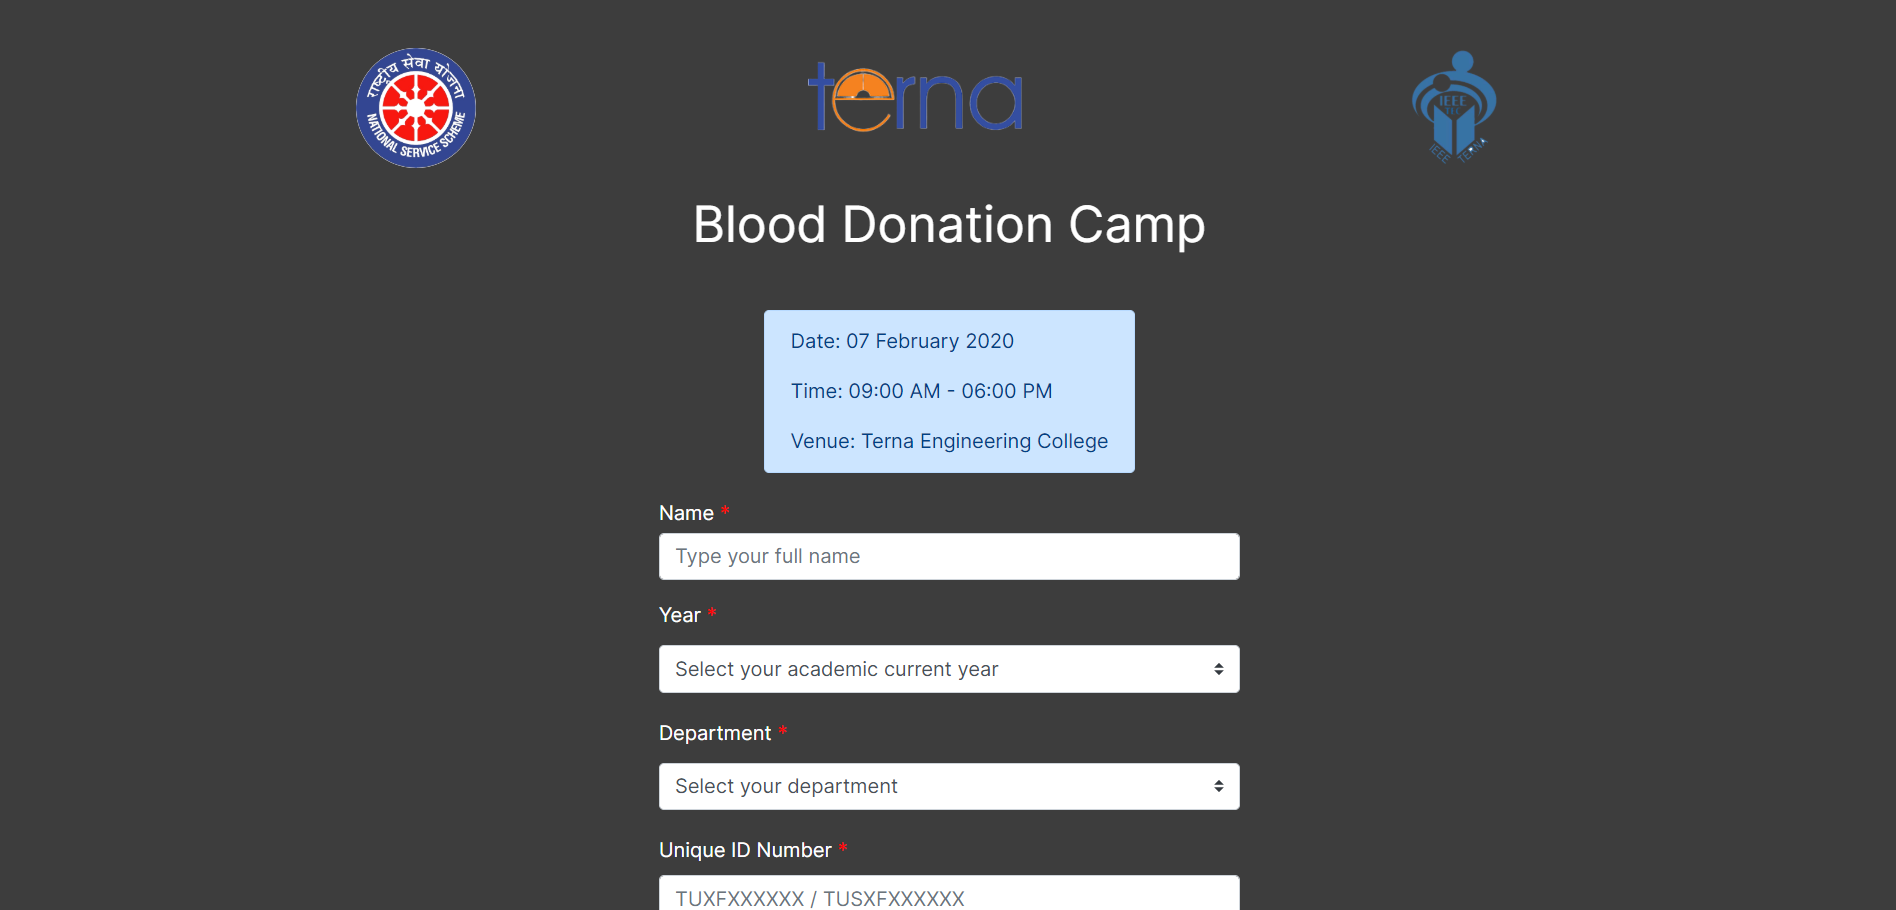 राष्ट्रीय सेवा योजना
NATIONAL SERVICE SCHEME
terna
IEEE
TEC
IEEE TERNA
Blood Donation Camp
Date: 07 February 2020
Time: 09:00 AM - 06:00 PM
Venue: Terna Engineering College
Name *
Type your full name
Year *
Select your academic current year
Department *
Select your department
Unique ID Number *
TUXFXXXXXX / TUSXFXXXXXX